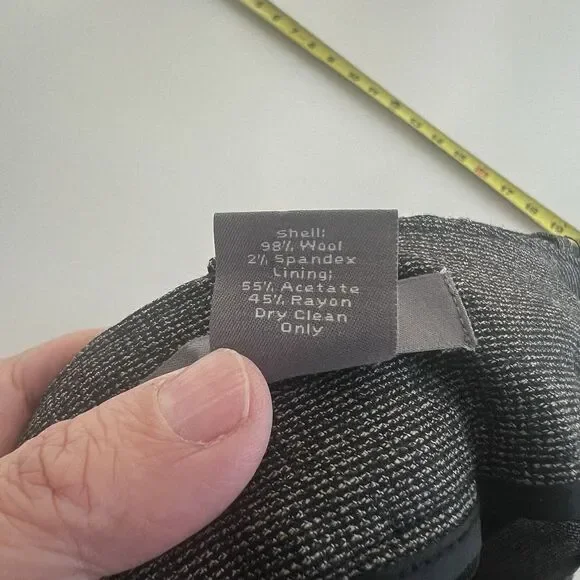 Shell:
98% Wool
2% Spandex
Lining:
55% Acetate
45% Rayon
Dry Clean
Only